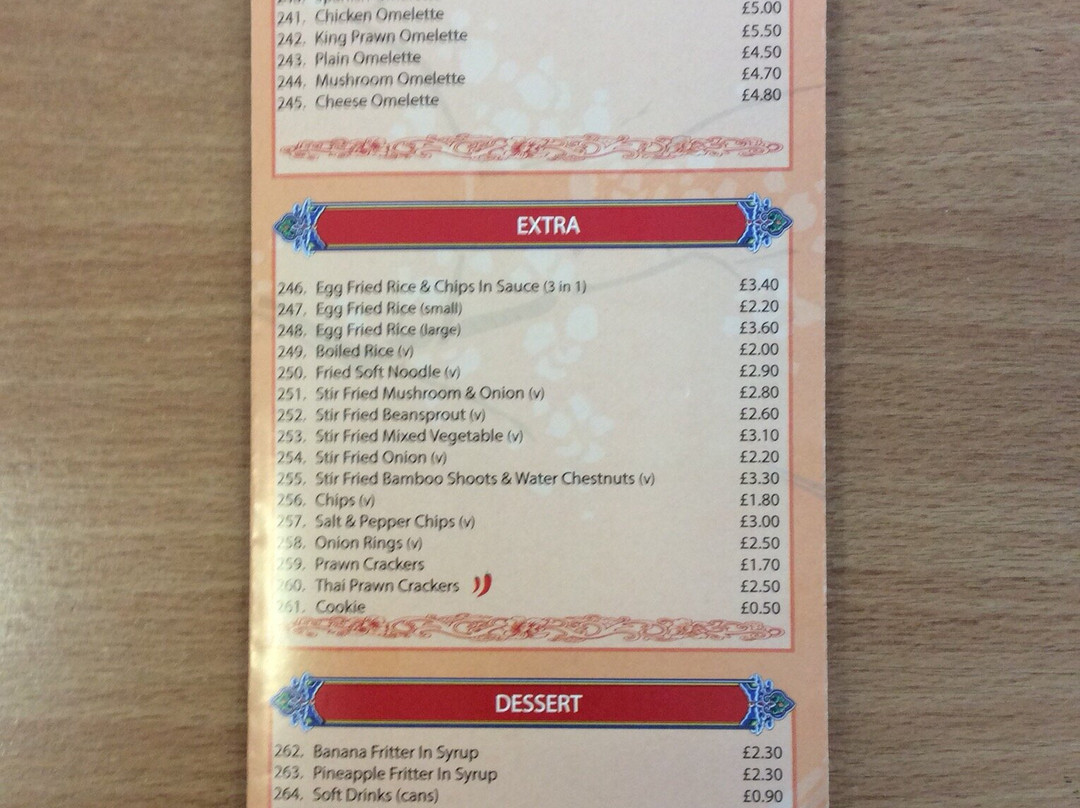 241. Chicken Omelette £5.00
242. King Prawn Omelette £5.50
243. Plain Omelette £4.50
244. Mushroom Omelette £4.70
245. Cheese Omelette £4.80
EXTRA
246. Egg Fried Rice & Chips In Sauce (3 in 1) £3.40
247. Egg Fried Rice (small) £2.20
248. Egg Fried Rice (large) £3.60
249. Boiled Rice (v) £2.00
250. Fried Soft Noodle (v) £2.90
251. Stir Fried Mushroom & Onion (v) £2.80
252. Stir Fried Beansprout (v) £2.60
253. Stir Fried Mixed Vegetable (v) £3.10
254. Stir Fried Onion (v) £2.20
255. Stir Fried Bamboo Shoots & Water Chestnuts (v) £3.30
256. Chips (v) £1.80
257. Salt & Pepper Chips (v) £3.00
258. Onion Rings (v) £2.50
259. Prawn Crackers £1.70
260. Thai Prawn Crackers £2.50
261. Cookie £0.50
DESSERT
262. Banana Fritter In Syrup £2.30
263. Pineapple Fritter In Syrup £2.30
264. Soft Drinks (cans) £0.90